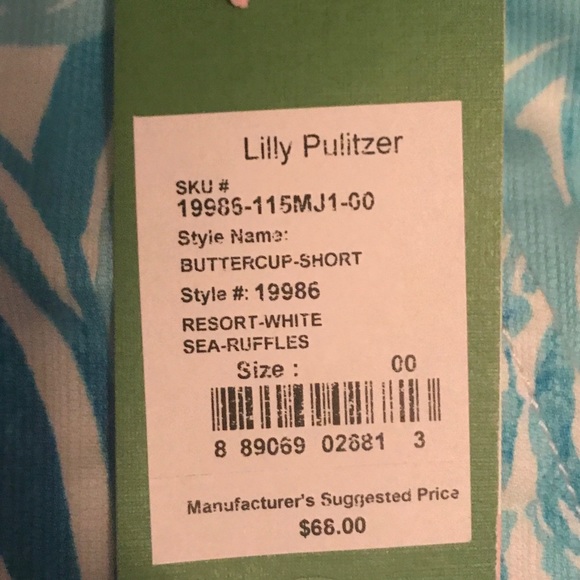 Lilly Pulitzer
SKU #
19986-115MJ1-00
Style Name:
BUTTERCUP-SHORT
Style #: 19986
RESORT-WHITE
SEA-RUFFLES
Size : 00
8 89069 02681 3
Manufacturer's Suggested Price
$68.00